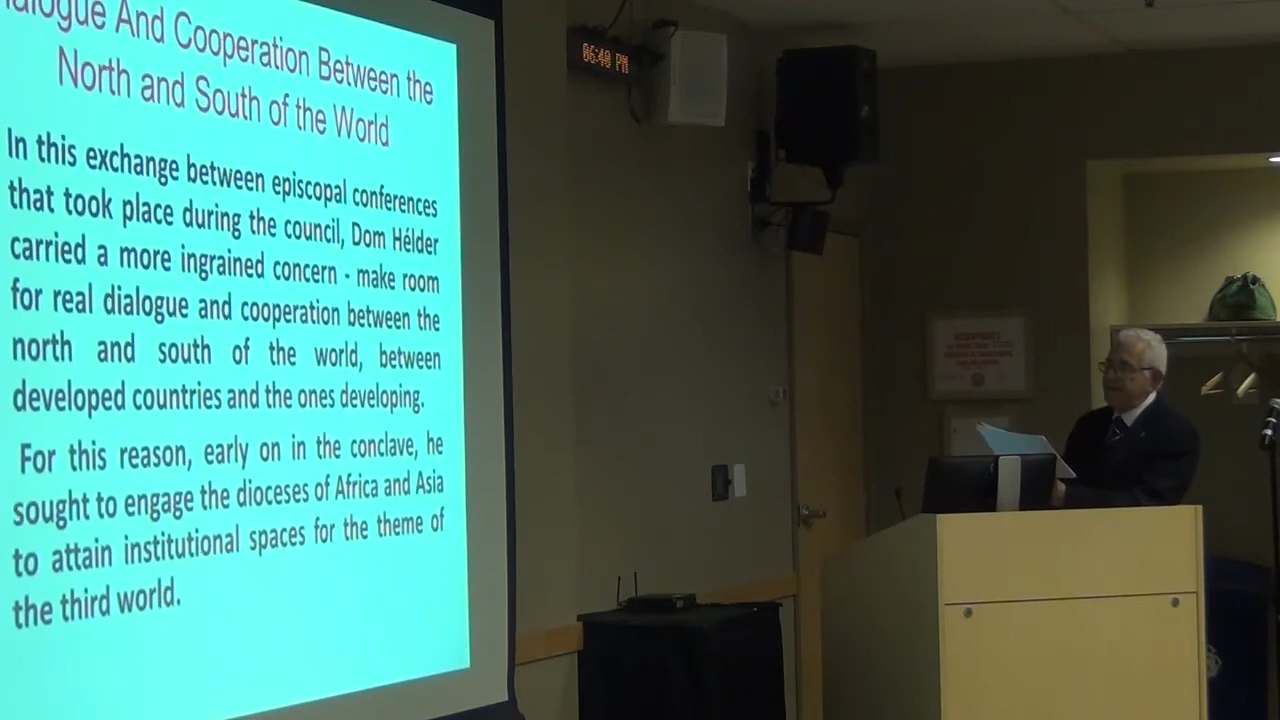 And Cooperation Between the
North and South of the World
In this exchange between episcopal conferences
that took place during the council, Dom Hélder
carried a more ingrained concern - make room
for real dialogue and cooperation between the
north and south of the world, between
developed countries and the ones developing.
For this reason, early on in the conclave, he
sought to engage the dioceses of Africa and Asia
to attain institutional spaces for the theme of
the third world.
06:40 PM